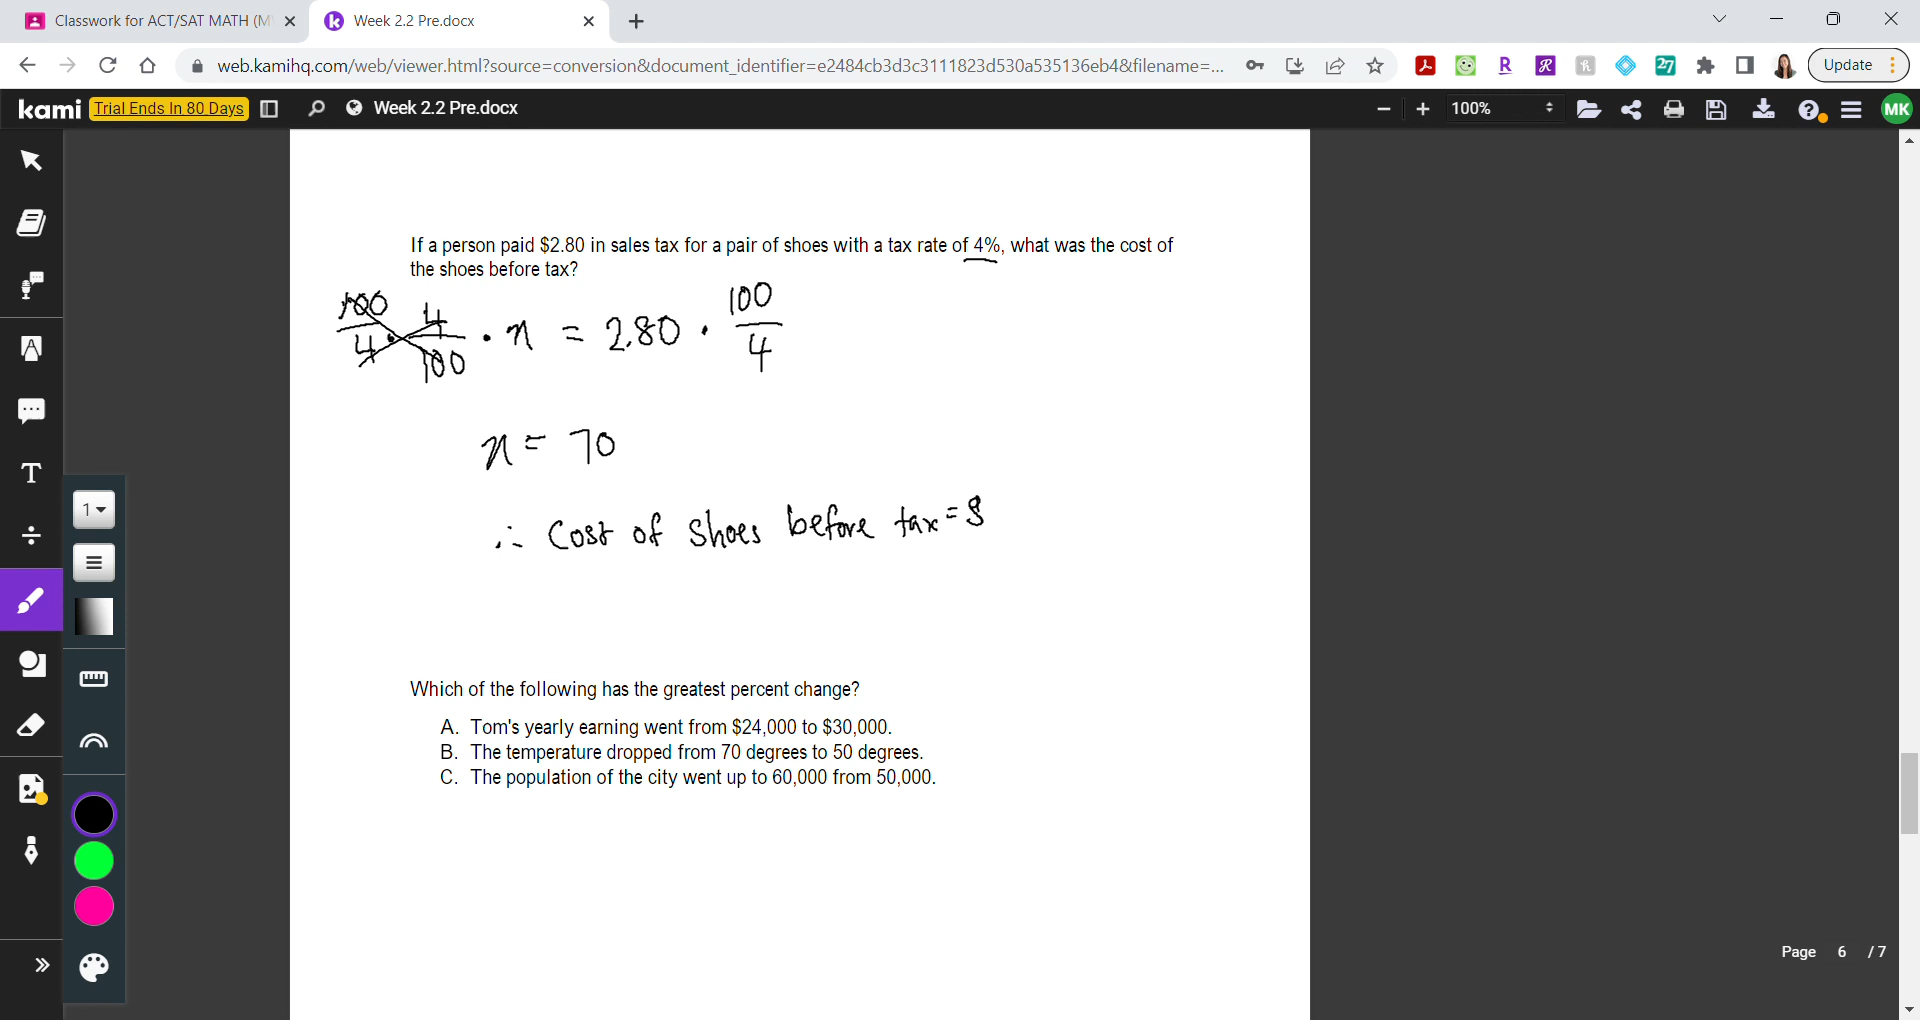 Classwork for ACT/SAT MATH (M
Week 2.2 Pre.docx
web.kamihq.com/web/viewer.html?source=conversion&document_identifier=e2484cb3d3c3111823d530a535136eb4&filename=...
27
Update
kami Trial Ends In 80 Days
Week 2.2 Pre.docx
100%
MK
If a person paid $2.80 in sales tax for a pair of shoes with a tax rate of 4%, what was the cost of
the shoes before tax?
100/4 · 4/100 · x = 2.80 · 100/4
x = 70
∴ Cost of shoes before tax = $
1
Which of the following has the greatest percent change?
A. Tom's yearly earning went from $24,000 to $30,000.
B. The temperature dropped from 70 degrees to 50 degrees.
C. The population of the city went up to 60,000 from 50,000.
Page 6 / 7